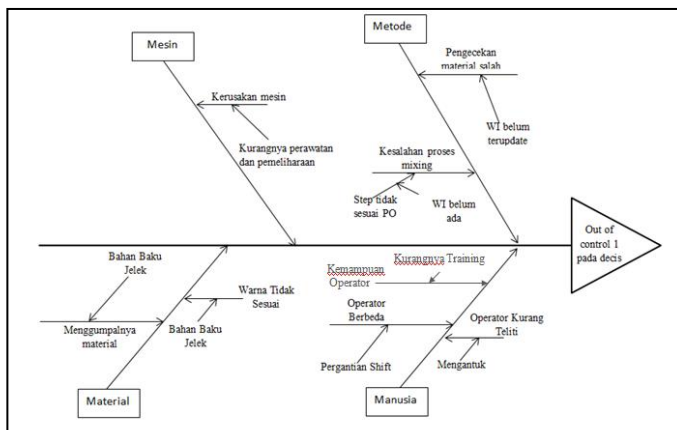 Mesin
Metode
Pengecekan
material salah
Kerusakan mesin
WI belum
terupdate
Kurangnya perawatan
dan pemeliharaan
Kesalahan proses
mixing
Step tidak
sesuai PO
WI belum
ada
Out of
control 1
pada decis
Bahan Baku
Jelek
Menggumpalnya
material
Warna Tidak
Sesuai
Bahan Baku
Jelek
Kemampuan
Operator
Kurangnya Training
Operator
Berbeda
Pergantian Shift
Operator Kurang
Teliti
Mengantuk
Material
Manusia